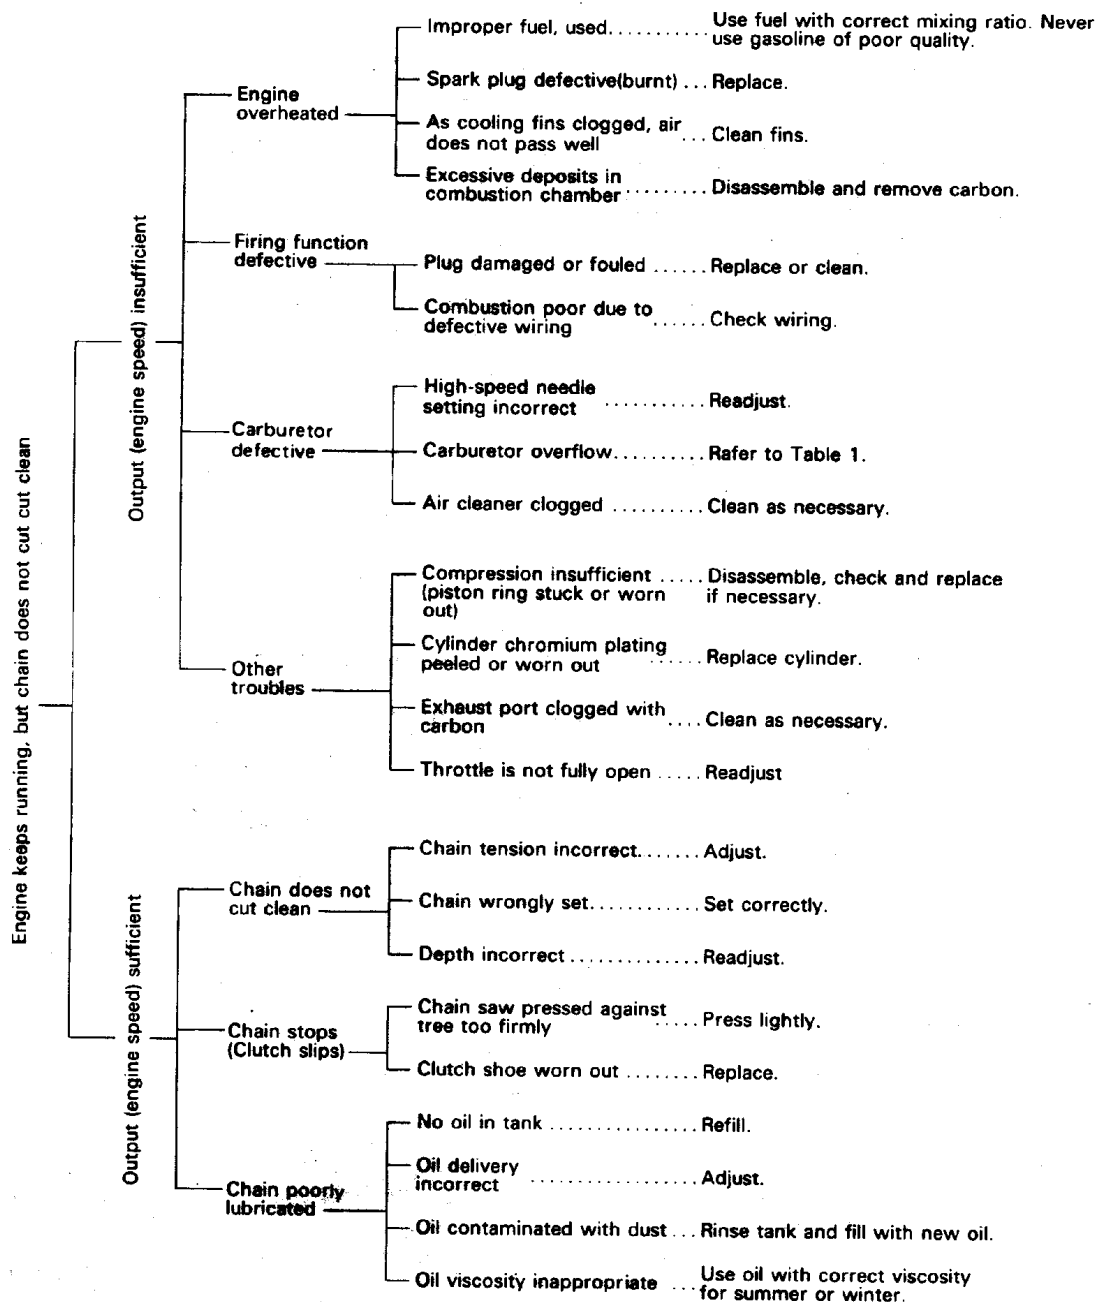 Engine keeps running, but chain does not cut cut clean
Output (engine speed) insufficient
Engine
overheated
Improper fuel, used. . . . . . . . . . . Use fuel with correct mixing ratio. Never
use gasoline of poor quality.
Spark plug defective(burnt) . . . Replace.
As cooling fins clogged, air
does not pass well . . . Clean fins.
Excessive deposits in
combustion chamber . . . . . . . . . Disassemble and remove carbon.
Firing function
defective
Plug damaged or fouled . . . . . . Replace or clean.
Combustion poor due to
defective wiring . . . . . . Check wiring.
Carburetor
defective
High-speed needle
setting incorrect . . . . . . . . . . . Readjust.
Carburetor overflow. . . . . . . . . . Rafer to Table 1.
Air cleaner clogged . . . . . . . . . . Clean as necessary.
Other
troubles
Compression insufficient . . . . . Disassemble, check and replace
(piston ring stuck or worn if necessary.
out)
Cylinder chromium plating
peeled or worn out . . . . . . Replace cylinder.
Exhaust port clogged with
carbon . . . . Clean as necessary.
Throttle is not fully open . . . . . Readjust
Output (engine speed) sufficient
Chain does not
cut clean
Chain tension incorrect. . . . . . . Adjust.
Chain wrongly set. . . . . . . . . . . . Set correctly.
Depth incorrect . . . . . . . . . . . . . . Readjust.
Chain stops
(Clutch slips)
Chain saw pressed against
tree too firmly . . . . . Press lightly.
Clutch shoe worn out . . . . . . . . Replace.
Chain poorly
lubricated
No oil in tank . . . . . . . . . . . . . . . . Refill.
Oil delivery
incorrect . . . . . . . . . . . . . . . . . . Adjust.
Oil contaminated with dust . . . Rinse tank and fill with new oil.
Oil viscosity inappropriate . . . Use oil with correct viscosity
for summer or winter.